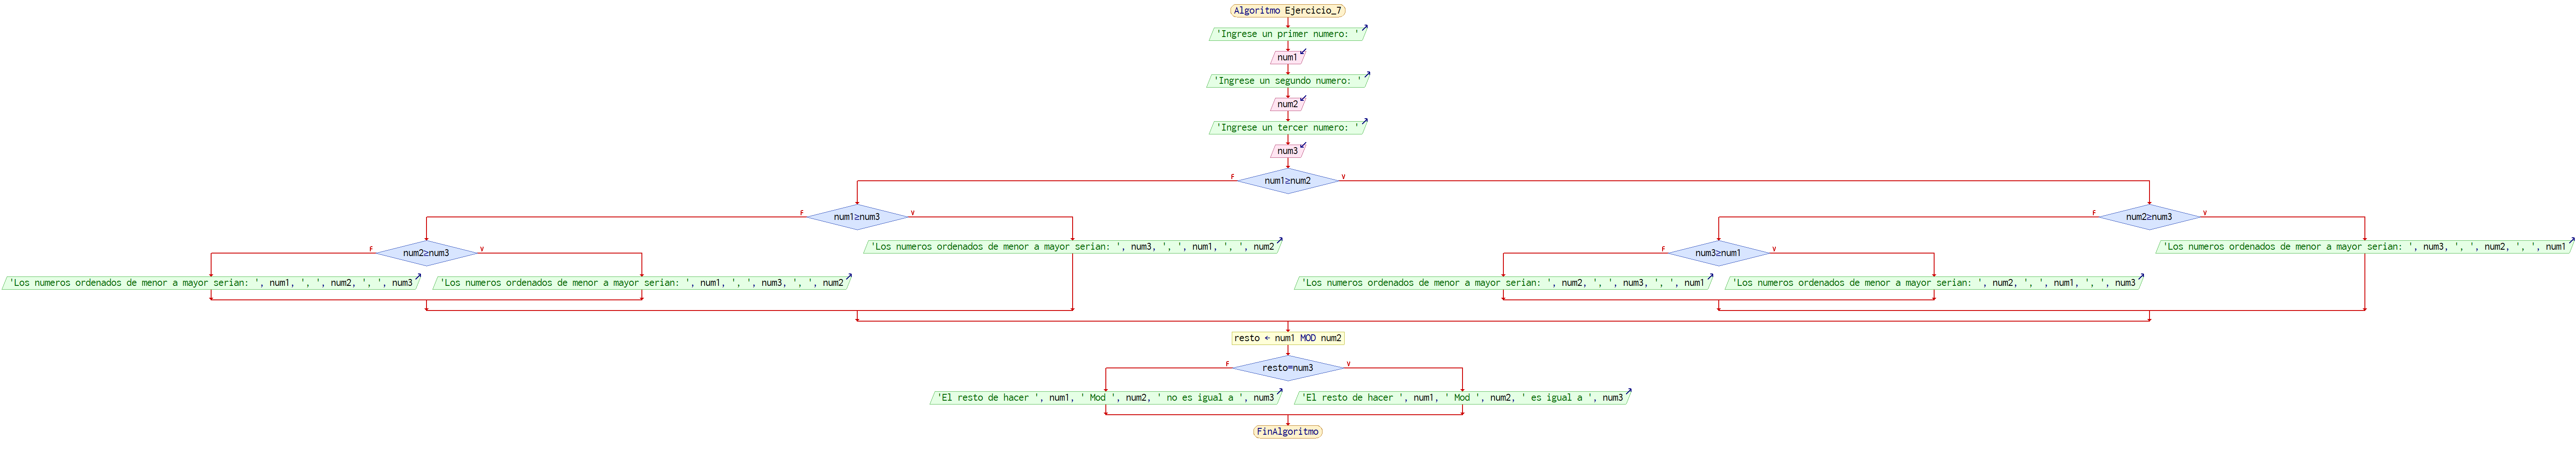 Algoritmo Ejercicio_7
'Ingrese un primer numero: '
num1
'Ingrese un segundo numero: '
num2
'Ingrese un tercer numero: '
num3
num1≥num2
F
V
num1≥num3
F
V
num2≥num3
F
V
num2≥num3
F
V
'Los numeros ordenados de menor a mayor serian: ', num3, ', ', num1, ', ', num2
num3≥num1
F
V
'Los numeros ordenados de menor a mayor serian: ', num3, ', ', num2, ', ', num1
'Los numeros ordenados de menor a mayor serian: ', num1, ', ', num2, ', ', num3
'Los numeros ordenados de menor a mayor serian: ', num1, ', ', num3, ', ', num2
'Los numeros ordenados de menor a mayor serian: ', num2, ', ', num3, ', ', num1
'Los numeros ordenados de menor a mayor serian: ', num2, ', ', num1, ', ', num3
resto ← num1 MOD num2
resto=num3
F
V
'El resto de hacer ', num1, ' Mod ', num2, ' no es igual a ', num3
'El resto de hacer ', num1, ' Mod ', num2, ' es igual a ', num3
FinAlgoritmo